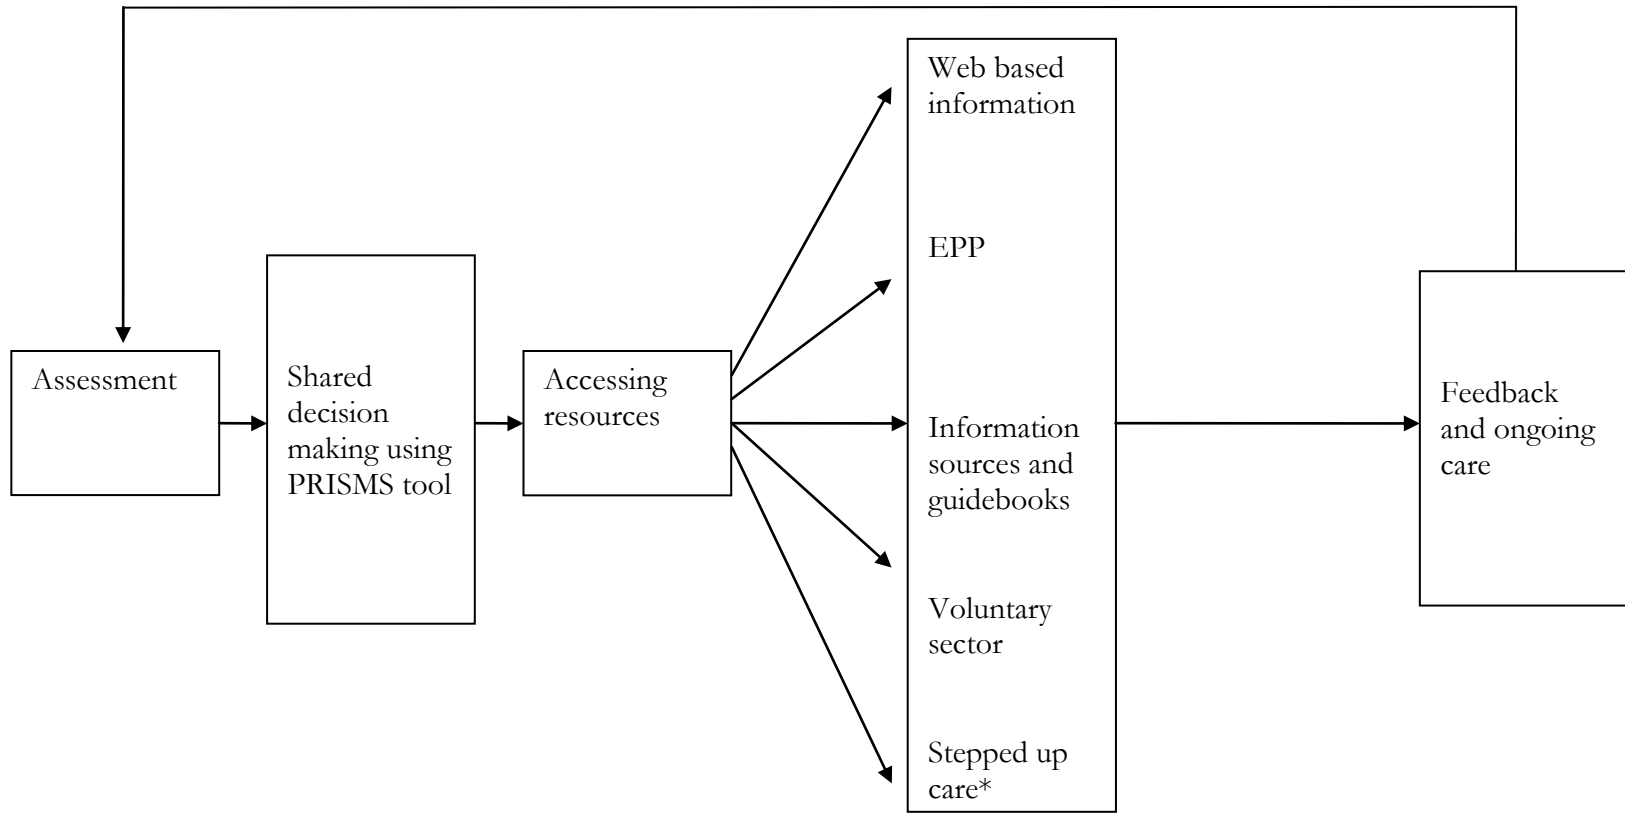 Assessment
Shared
decision
making using
PRISMS tool
Accessing
resources
Web based
information
EPP
Information
sources and
guidebooks
Voluntary
sector
Stepped up
care*
Feedback
and ongoing
care